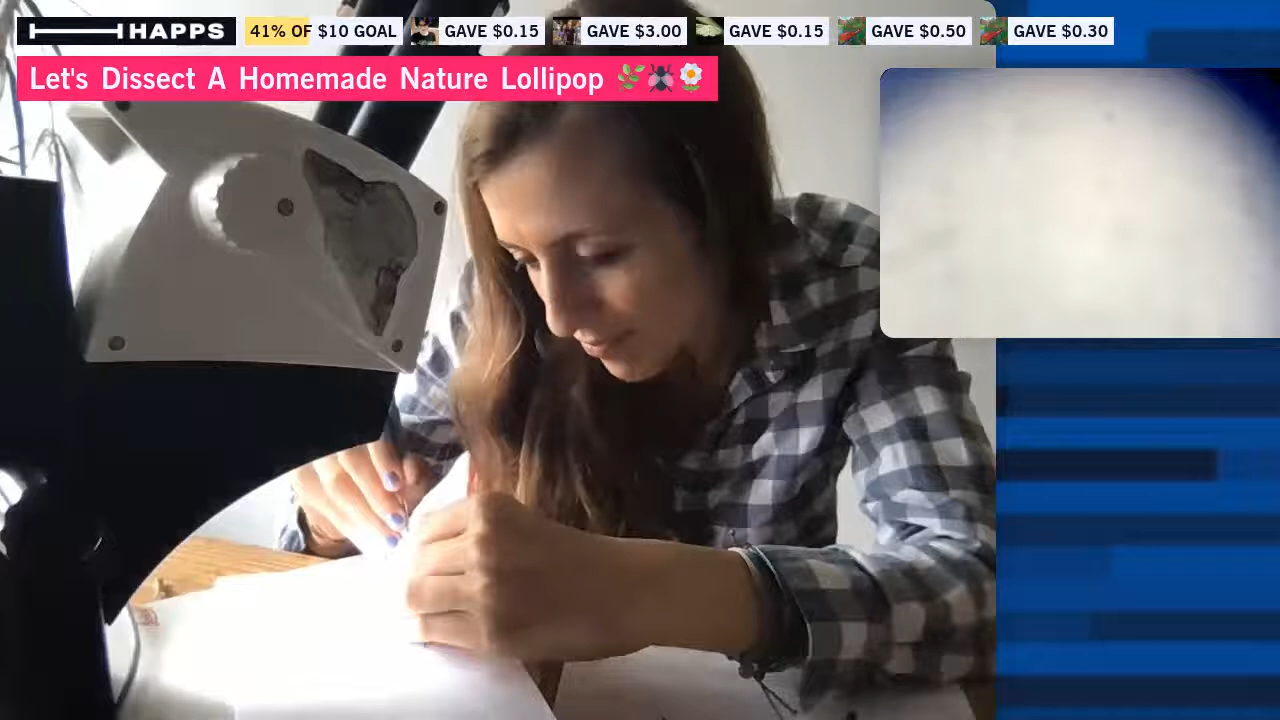 HAPPS
41% OF $10 GOAL
GAVE $0.15
GAVE $3.00
GAVE $0.15
GAVE $0.50
GAVE $0.30
Let's Dissect A Homemade Nature Lollipop 🌿🪰🌼